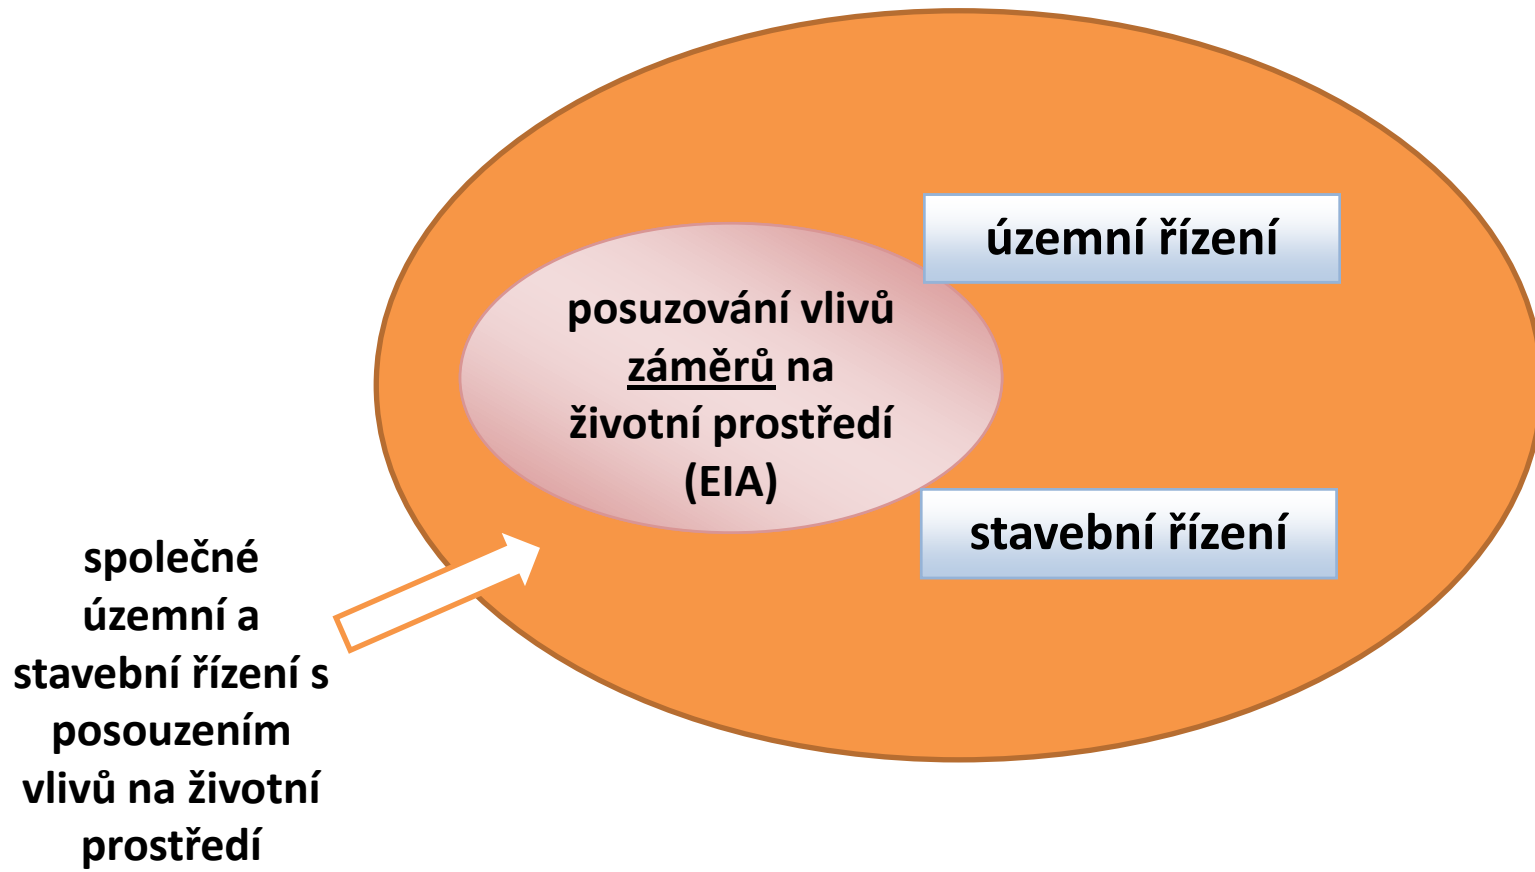 územní řízení
posuzování vlivů
záměrů na
životní prostředí
(EIA)
stavební řízení
společné
územní a
stavební řízení s
posouzením
vlivů na životní
prostředí